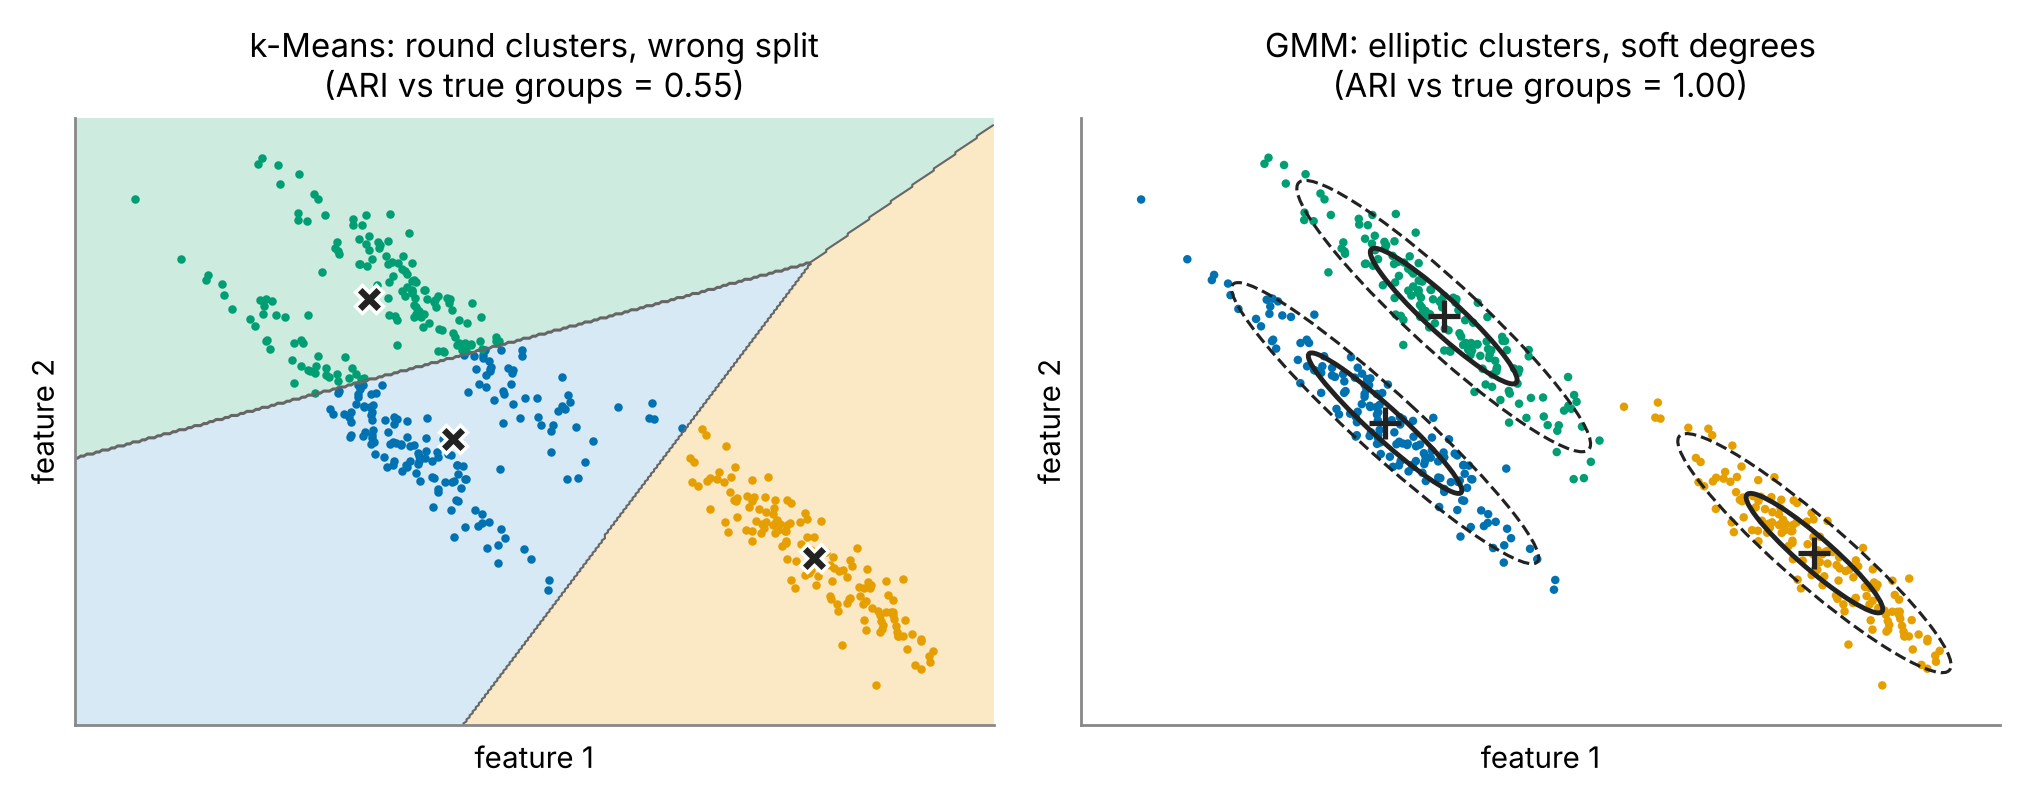 k-Means: round clusters, wrong split
(ARI vs true groups = 0.55)
feature 2
feature 1
GMM: elliptic clusters, soft degrees
(ARI vs true groups = 1.00)
feature 2
feature 1